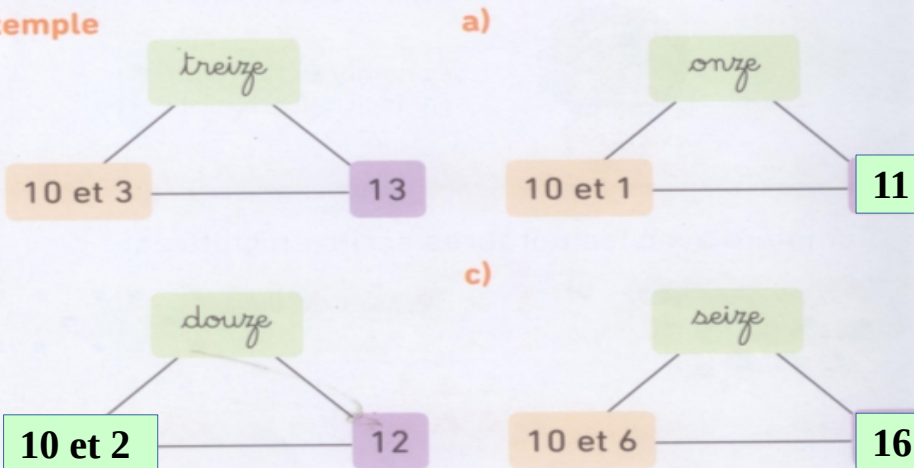 emple
a)
treize
10 et 3
13
onze
10 et 1
11
c)
douze
10 et 2
12
seize
10 et 6
16